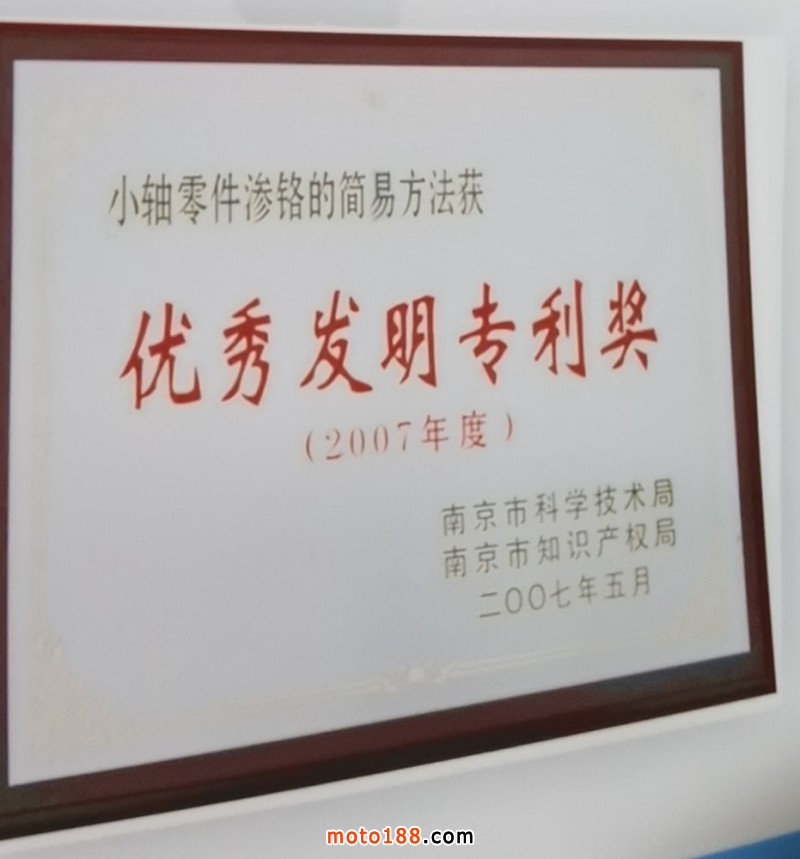 小轴零件渗铬的简易方法获
优秀发明专利奖
(2007年度)
南京市科学技术局
南京市知识产权局
二〇〇七年五月
moto188.com